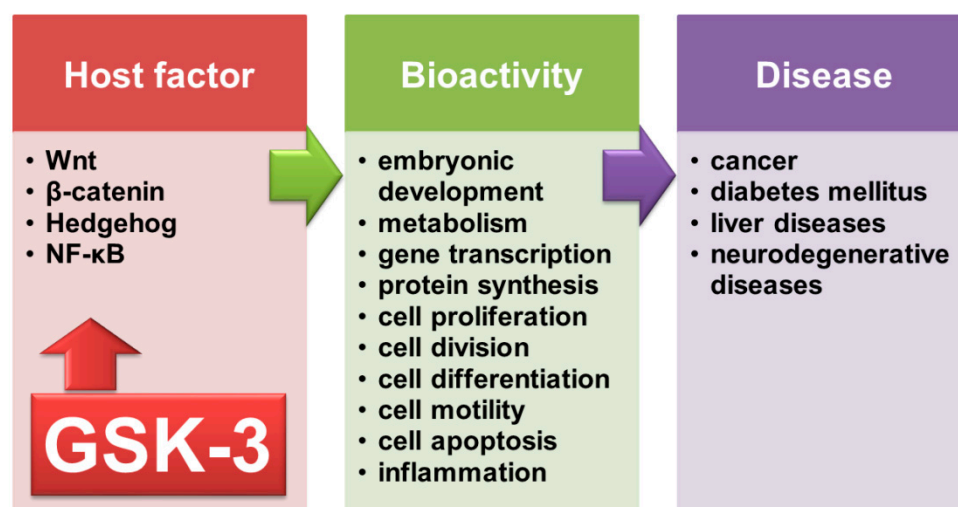 Host factor
• Wnt
• β-catenin
• Hedgehog
• NF-κB
GSK-3
Bioactivity
• embryonic
development
• metabolism
• gene transcription
• protein synthesis
• cell proliferation
• cell division
• cell differentiation
• cell motility
• cell apoptosis
• inflammation
Disease
• cancer
• diabetes mellitus
• liver diseases
• neurodegenerative
diseases